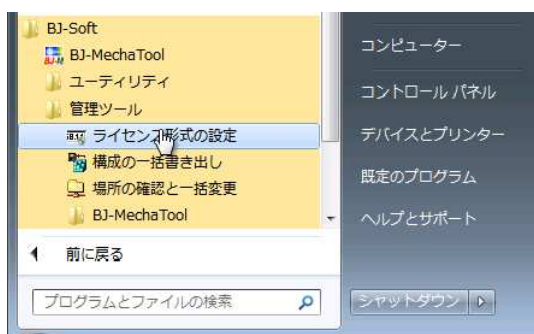 BJ-Soft
BJ-MechaTool
ユーティリティ
管理ツール
ライセンス形式の設定
構成の一括書き出し
場所の確認と一括変更
BJ-MechaTool
前に戻る
プログラムとファイルの検索
コンピューター
コントロール パネル
デバイスとプリンター
既定のプログラム
ヘルプとサポート
シャットダウン